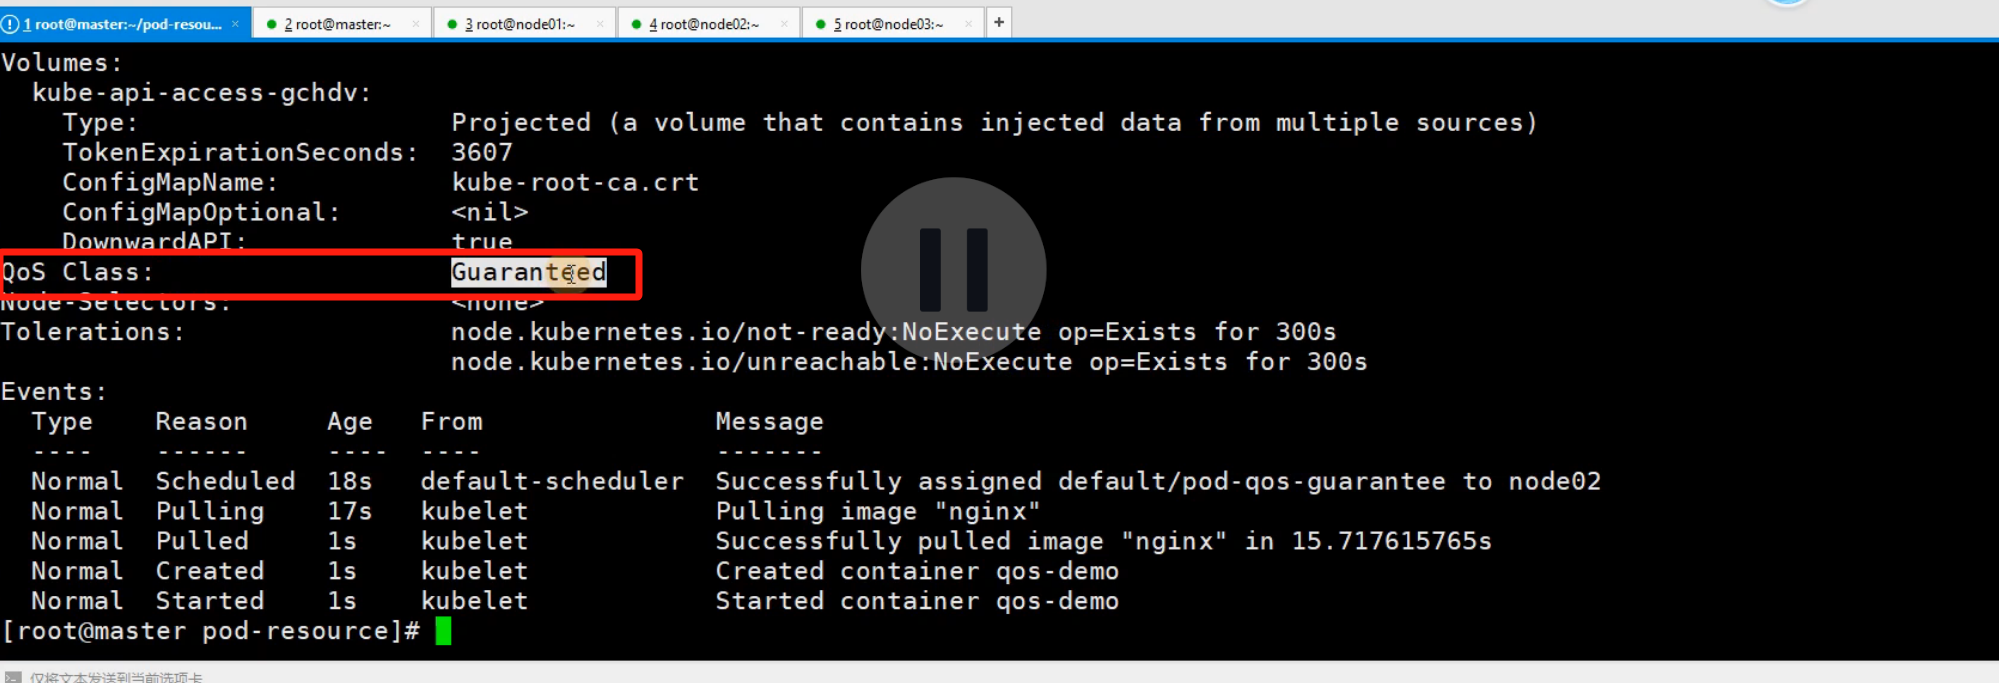 1 root@master:~/pod-resou... × 2 root@master:~ × 3 root@node01:~ × 4 root@node02:~ × 5 root@node03:~ × +
Volumes:
kube-api-access-gchdv:
Type: Projected (a volume that contains injected data from multiple sources)
TokenExpirationSeconds: 3607
ConfigMapName: kube-root-ca.crt
ConfigMapOptional: <nil>
DownwardAPI: true
QoS Class: Guaranteed
Node-Selectors: <none>
Tolerations: node.kubernetes.io/not-ready:NoExecute op=Exists for 300s
node.kubernetes.io/unreachable:NoExecute op=Exists for 300s
Events:
Type Reason Age From Message
---- ------ ---- ---- -------
Normal Scheduled 18s default-scheduler Successfully assigned default/pod-qos-guarantee to node02
Normal Pulling 17s kubelet Pulling image "nginx"
Normal Pulled 1s kubelet Successfully pulled image "nginx" in 15.717615765s
Normal Created 1s kubelet Created container qos-demo
Normal Started 1s kubelet Started container qos-demo
[root@master pod-resource]#
仅将文本发送到当前选项卡